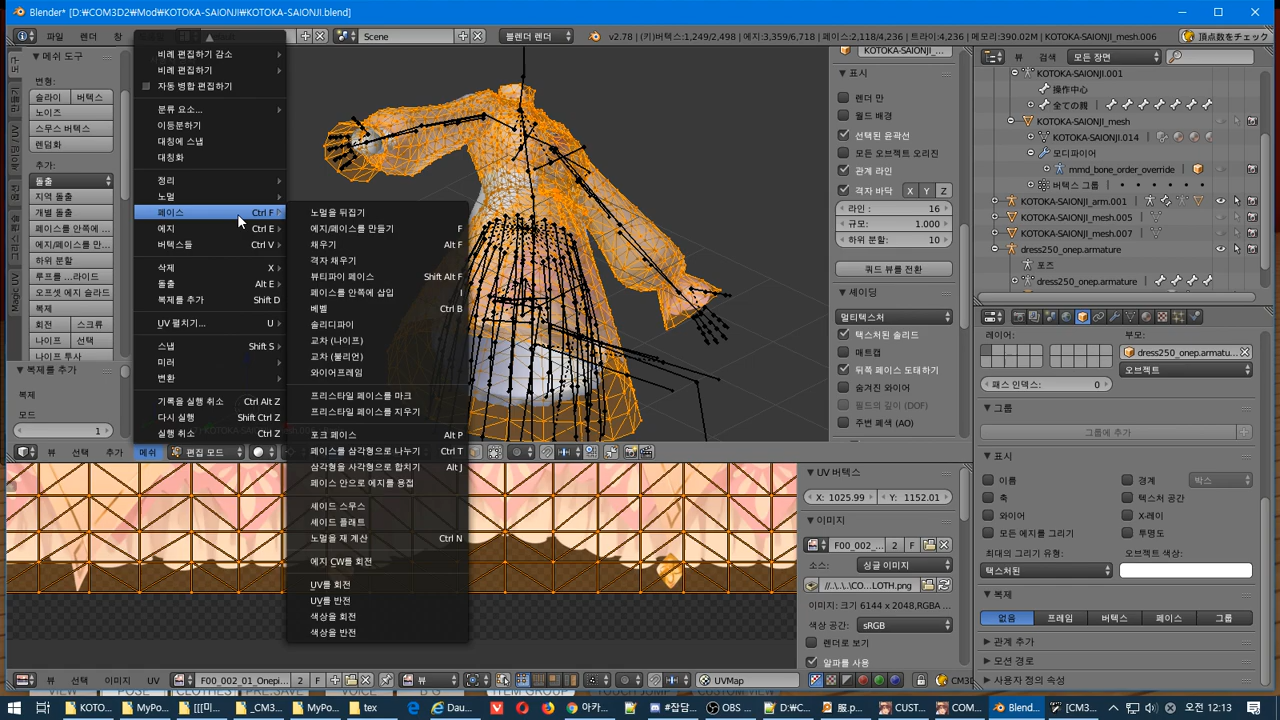 Blender* [D:₩COM3D2₩Mod₩KOTOKA-SAIONJI₩KOTOKA-SAIONJI.blend]
파일
렌더
창
Scene
블렌더 렌더
v2.78 | (키)버텍스:1,249/2,498 | 에지:3,359/6,718 | 페이스:2,118/4,236 | 트라이:4,236 | 메모리:390.02M | KOTOKA-SAIONJI_mesh.006
頂点数をチェック
메쉬 도구
변형:
슬라이
버텍스
노이즈
스무스 버텍스
렌덤화
추가:
돌출
지역 돌출
개별 돌출
페이스를 안쪽에...
에지/페이스를 만...
하위 분할
루프를 ...라이드
오프셋 에지 슬라드
복제
회전
스크류
나이프
선택
나이프 투사
복제를 추가
복제
모드
1
비례 편집하기 감소
비례 편집하기
자동 병합 편집하기
분류 요소...
이등분하기
대칭에 스냅
대칭화
정리
노멀
페이스 Ctrl F
에지 Ctrl E
버텍스들 Ctrl V
삭제 X
돌출 Alt E
복제를 추가 Shift D
UV 펼치기... U
스냅 Shift S
미러
변환
기록을 실행 취소 Ctrl Alt Z
다시 실행 Shift Ctrl Z
실행 취소 Ctrl Z
노멀을 뒤집기
에지/페이스를 만들기 F
채우기 Alt F
격자 채우기
뷰티파이 페이스 Shift Alt F
페이스를 안쪽에 삽입 I
베벨 Ctrl B
솔리디파이
교차 (나이프)
교차 (불리언)
와이어프레임
프리스타일 페이스를 마크
프리스타일 페이스를 지우기
포크 페이스 Alt P
페이스를 삼각형으로 나누기 Ctrl T
삼각형을 사각형으로 합치기 Alt J
페이스 안으로 에지를 용접
셰이드 스무스
셰이드 플래트
노멀을 재 계산 Ctrl N
에지 CW를 회전
UV를 회전
UV를 반전
색상을 회전
색상을 반전
뷰
선택
추가
메쉬
편집 모드
KOTOKA-SAIONJI_...
표시
렌더 만
월드 배경
선택된 윤곽선
모든 오브젝트 오리진
관계 라인
격자 바닥 X Y Z
라인 : 16
규모: 1.000
하위 분할: 10
쿼드 뷰를 전환
셰이딩
멀티텍스처
텍스처된 솔리드
매트캡
뒤쪽 페이스 도태하기
숨겨진 와이어
필드의 깊이 (DOF)
주변 폐색 (AO)
뷰
검색
모든 장면
KOTOKA-SAIONJI.001
操作中心
全ての親
KOTOKA-SAIONJI_mesh
KOTOKA-SAIONJI.014
모디파이어
mmd_bone_order_override
버텍스 그룹
KOTOKA-SAIONJI_arm.001
KOTOKA-SAIONJI_mesh.005
KOTOKA-SAIONJI_mesh.007
dress250_onep.armature
포즈
dress250_onep.armature
레이어:
부모:
dress250_onep.armatu...
오브젝트
패스 인덱스: 0
그룹
그룹에 추가
표시
이름
경계
박스
축
텍스처 공간
와이어
X-레이
모든 에지를 그리기
투명도
최대의 그리기 유형:
오브젝트 색상:
텍스처된
복제
없음
프레임
버텍스
페이스
그룹
관계 추가
모션 경로
사용자 정의 속성
UV 버텍스
X: 1025.99
Y: 1152.01
이미지
F00_002_...
2
F
소스:
싱글 이미지
//..\..\..\CO...LOTH.png
이미지: 크기 6144 x 2048,RGBA ...
색상 공간:
sRGB
렌더로 보기
알파를 사용
뷰
선택
이미지
UV
F00_002_01_Onepi...
2
F
뷰
UVMap
KOTO...
MyPo...
[[[미...
_CM3...
MyPo...
tex
Dau...
아카...
#잡담...
OBS ...
D:₩C...
服.p...
CUST...
COM...
Blend...
[CM3...
오전 12:13